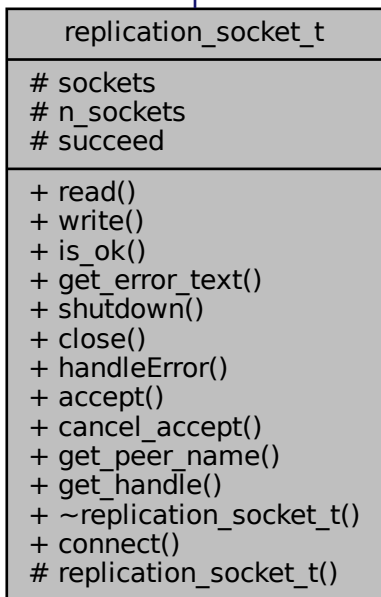 replication_socket_t
# sockets
# n_sockets
# succeed
+ read()
+ write()
+ is_ok()
+ get_error_text()
+ shutdown()
+ close()
+ handleError()
+ accept()
+ cancel_accept()
+ get_peer_name()
+ get_handle()
+ ~replication_socket_t()
+ connect()
# replication_socket_t()